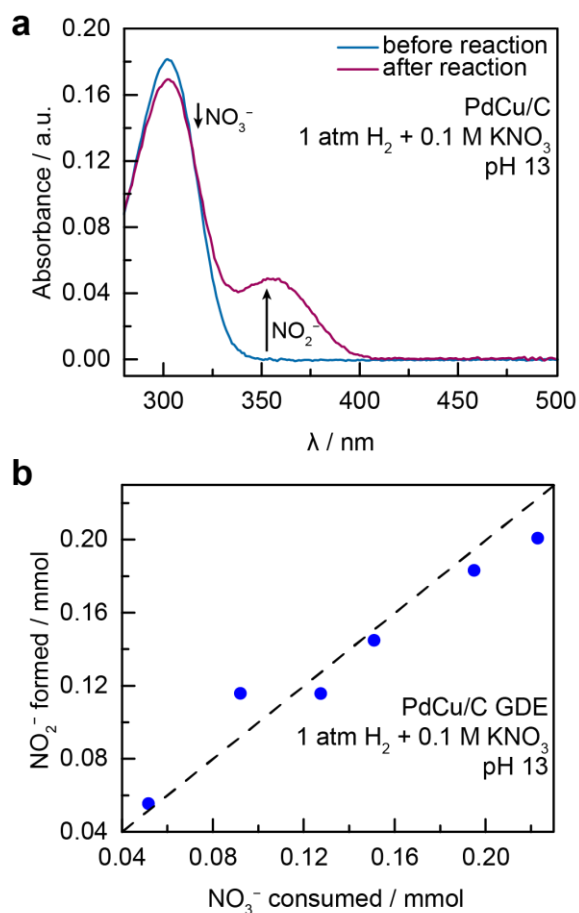 a
0.20
0.16
0.12
0.08
0.04
0.00
Absorbance / a.u.
before reaction
after reaction
NO₃⁻
PdCu/C
1 atm H₂ + 0.1 M KNO₃
pH 13
NO₂⁻
300 350 400 450 500
λ / nm
b
0.20
0.16
0.12
0.08
0.04
NO₂⁻ formed / mmol
PdCu/C GDE
1 atm H₂ + 0.1 M KNO₃
pH 13
0.04 0.08 0.12 0.16 0.20
NO₃⁻ consumed / mmol